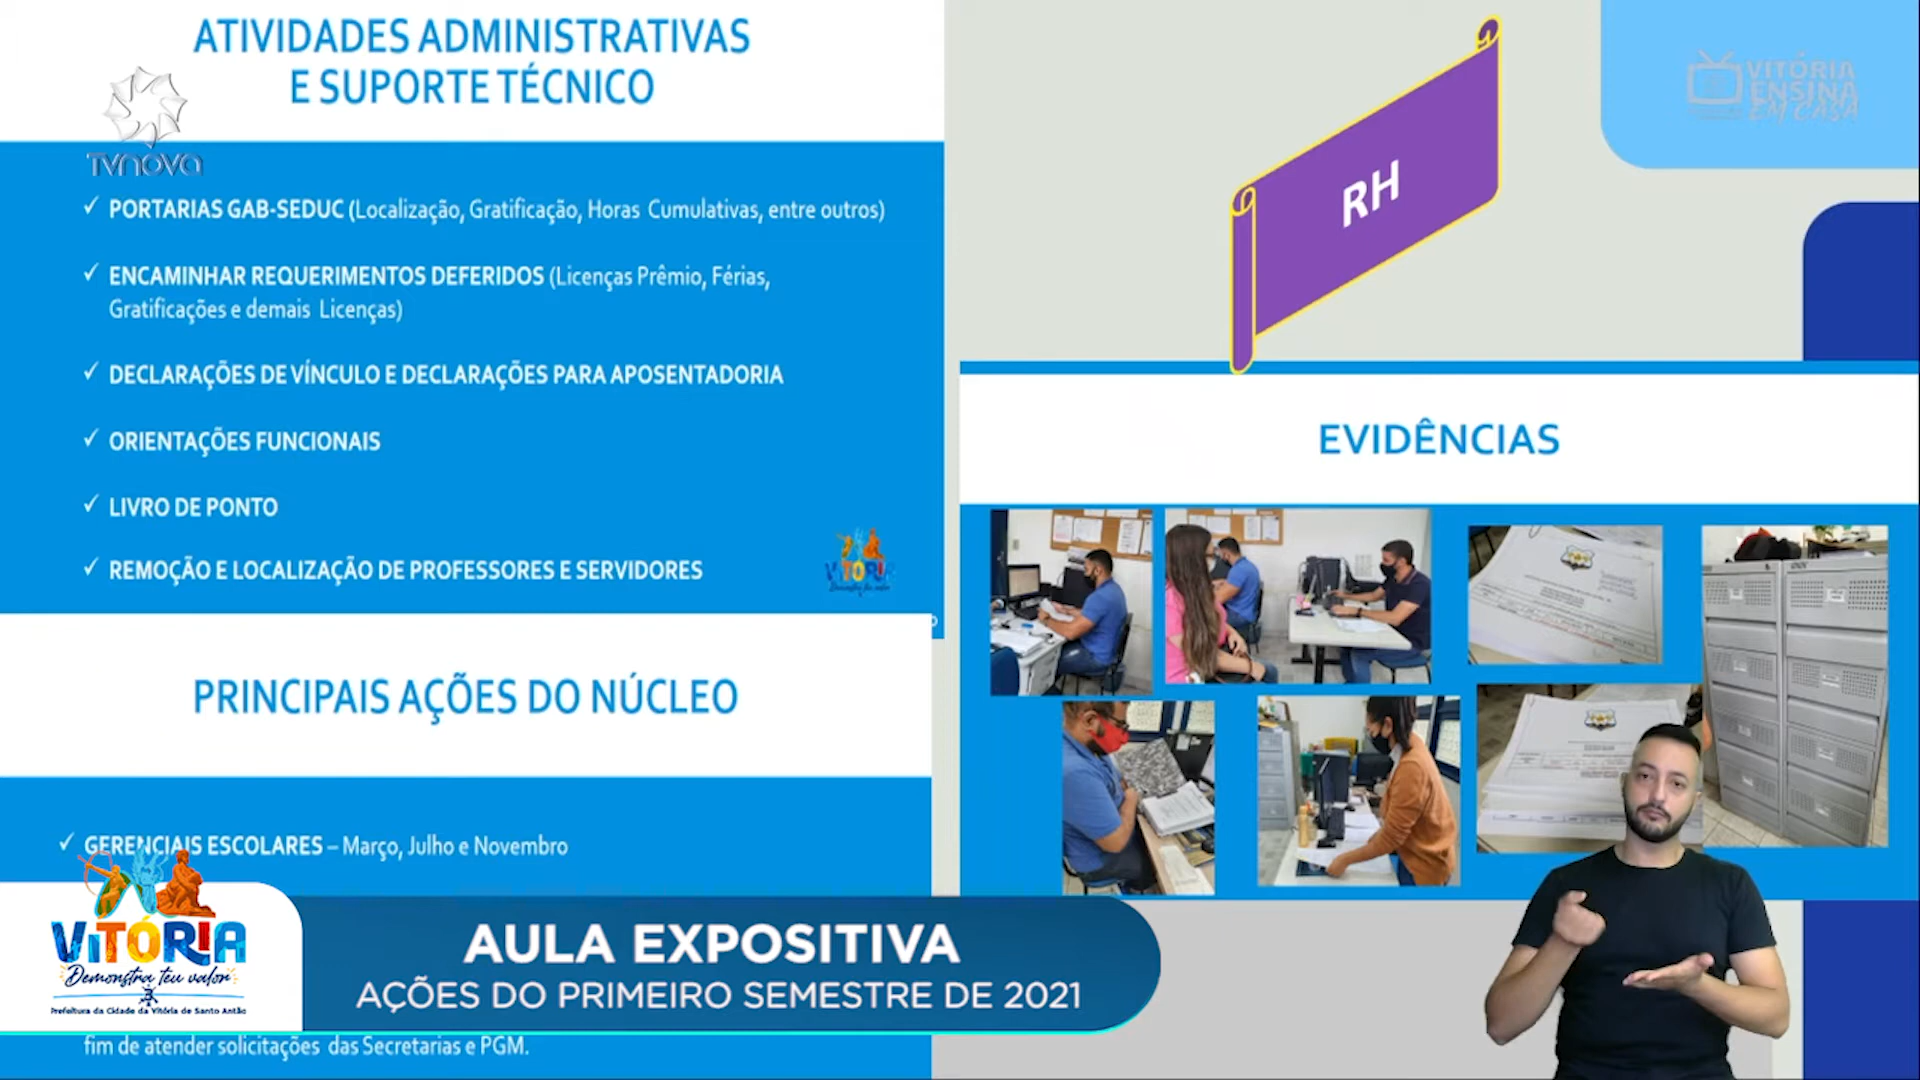 ATIVIDADES ADMINISTRATIVAS
E SUPORTE TÉCNICO
TVNOVA
✓ PORTARIAS GAB-SEDUC (Localização, Gratificação, Horas Cumulativas, entre outros)
✓ ENCAMINHAR REQUERIMENTOS DEFERIDOS (Licenças Prêmio, Férias,
Gratificações e demais Licenças)
✓ DECLARAÇÕES DE VÍNCULO E DECLARAÇÕES PARA APOSENTADORIA
✓ ORIENTAÇÕES FUNCIONAIS
✓ LIVRO DE PONTO
✓ REMOÇÃO E LOCALIZAÇÃO DE PROFESSORES E SERVIDORES
VITÓRIA
Demonstra teu valor
PRINCIPAIS AÇÕES DO NÚCLEO
✓ GERENCIAIS ESCOLARES – Março, Julho e Novembro
RH
VITÓRIA
ENSINA
EM CASA
EVIDÊNCIAS
VITÓRIA
Demonstra teu valor
Prefeitura da Cidade da Vitória de Santo Antão
AULA EXPOSITIVA
AÇÕES DO PRIMEIRO SEMESTRE DE 2021
fim de atender solicitações das Secretarias e PGM.